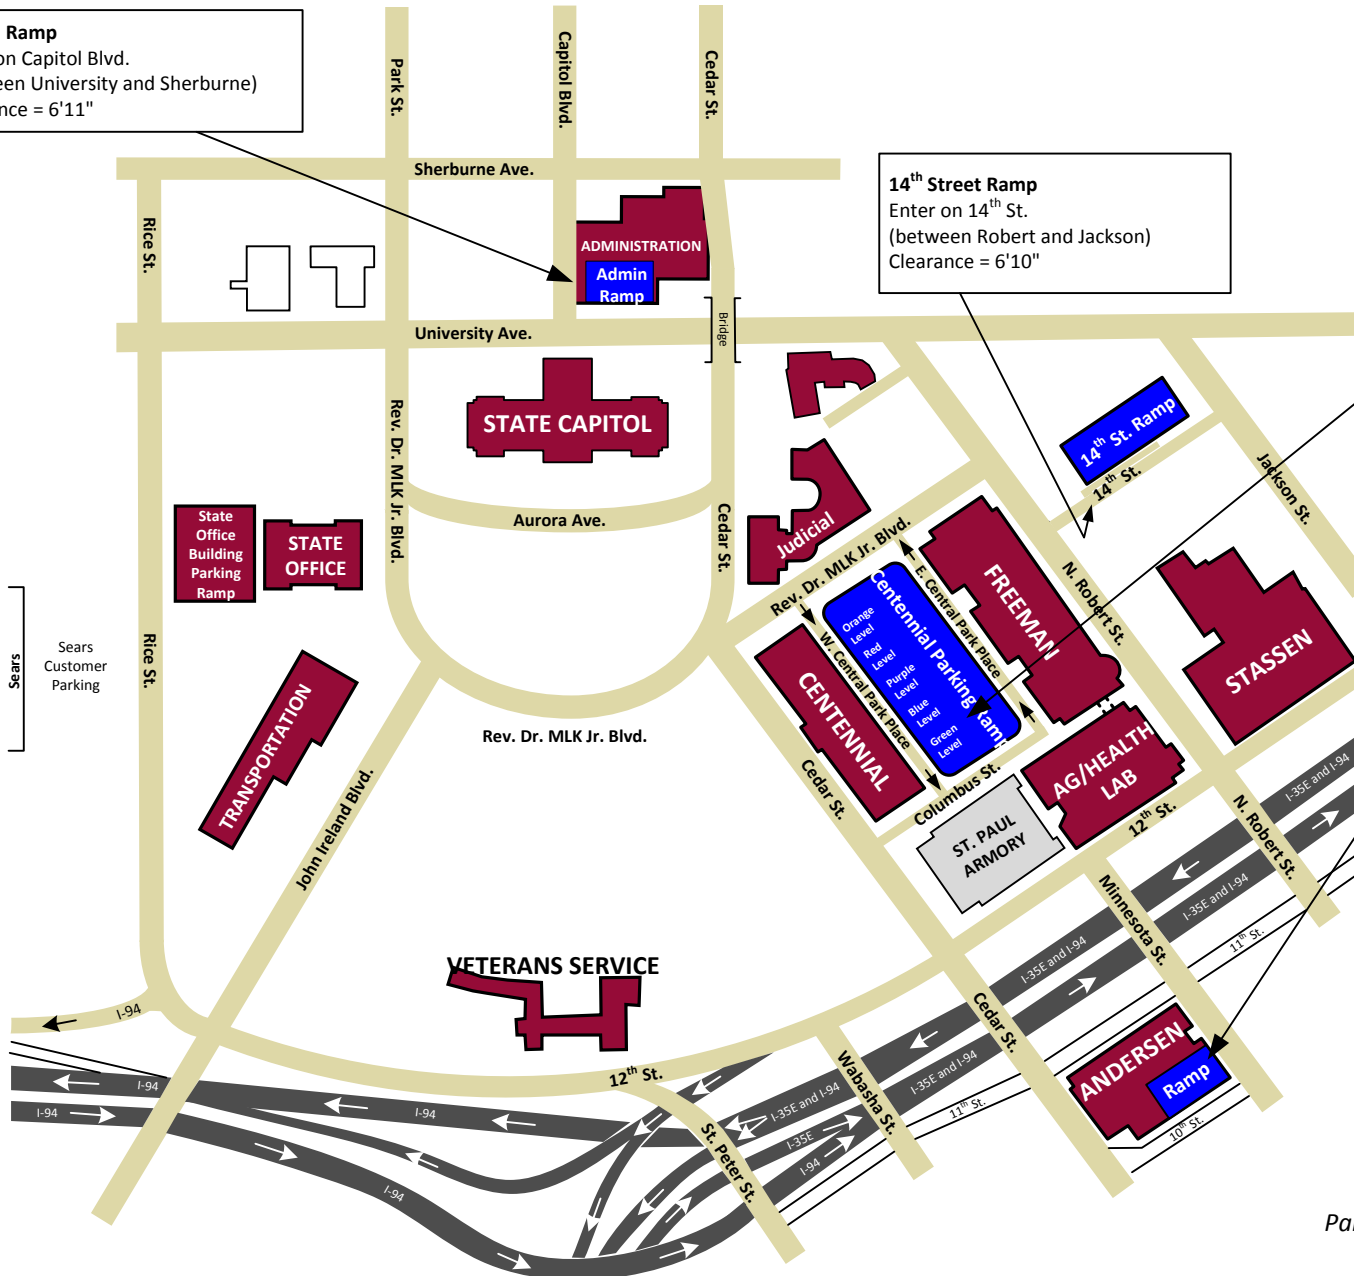 Ramp
on Capitol Blvd.
een University and Sherburne)
nce = 6'11"
Park St.
Capitol Blvd.
Cedar St.
Sherburne Ave.
14th Street Ramp
Enter on 14th St.
(between Robert and Jackson)
Clearance = 6'10"
Rice St.
ADMINISTRATION
Admin
Ramp
Bridge
University Ave.
STATE CAPITOL
Rev. Dr. MLK Jr. Blvd.
Aurora Ave.
Cedar St.
14th St. Ramp
14th St.
Jackson St.
State
Office
Building
Parking
Ramp
STATE
OFFICE
Judicial
Rev. Dr. MLK Jr. Blvd.
E. Central Park Place
FREEMAN
N. Robert St.
STASSEN
Centennial Parking Ramp
Orange
Level
Red
Level
Purple
Level
Blue
Level
Green
Level
W. Central Park Place
CENTENNIAL
Sears
Sears
Customer
Parking
Rice St.
TRANSPORTATION
Rev. Dr. MLK Jr. Blvd.
John Ireland Blvd.
Cedar St.
Columbus St.
AG/HEALTH
LAB
ST. PAUL
ARMORY
12th St.
N. Robert St.
I-35E and I-94
I-35E and I-94
Minnesota St.
11th St.
VETERANS SERVICE
I-35E and I-94
I-35E and I-94
Cedar St.
ANDERSEN
Ramp
10th St.
I-94
12th St.
Wabasha St.
11th St.
I-94
I-94
I-94
I-94
I-35E and I-94
I-35E
I-94
St. Peter St.
Pa